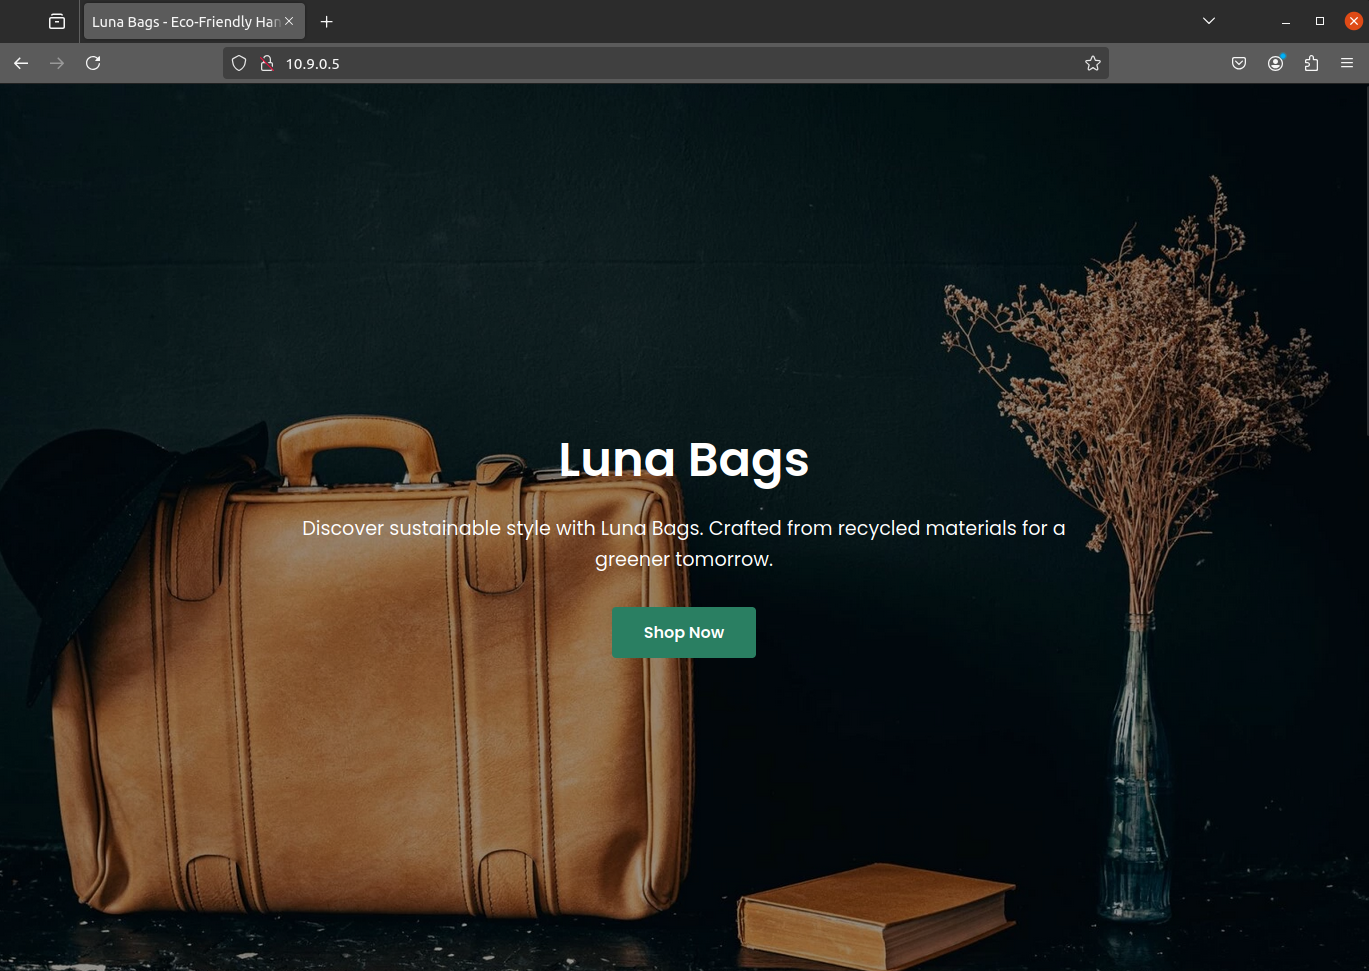 Luna Bags - Eco-Friendly Han
10.9.0.5
Luna Bags
Discover sustainable style with Luna Bags. Crafted from recycled materials for a
greener tomorrow.
Shop Now